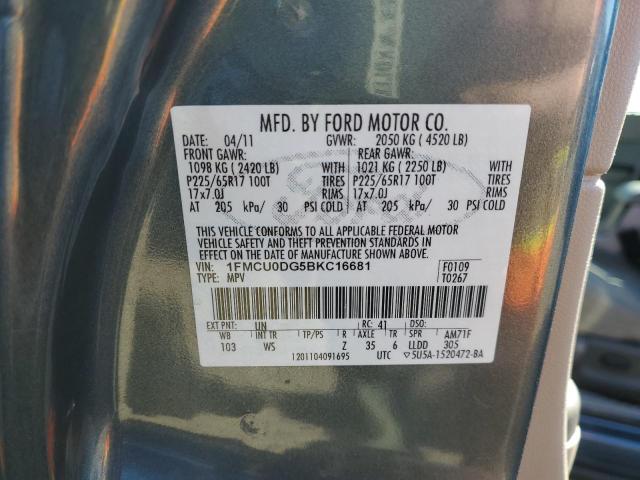 MFD. BY FORD MOTOR CO.
DATE: 04/11 GVWR: 2050 KG ( 4520 LB)
FRONT GAWR: REAR GAWR:
1098 KG ( 2420 LB) WITH 1021 KG ( 2250 LB) WITH
P225/65R17 100T TIRES P225/65R17 100T TIRES
17x7.0J RIMS 17x7.0J RIMS
AT 205 kPa/ 30 PSI COLD AT 205 kPa/ 30 PSI COLD
THIS VEHICLE CONFORMS TO ALL APPLICABLE FEDERAL MOTOR
VEHICLE SAFETY AND THEFT PREVENTION STANDARDS IN
EFFECT ON THE DATE OF MANUFACTURE SHOWN ABOVE.
VIN: 1FMCU0DG5BKC16681 F0109
TYPE: MPV T0267
EXT PNT: UN RC: 41 DSO:
WB INT TR TP/PS R AXLE TR AM71F
103 WS Z 35 6 LLDD 305
1201104091695 UTC ▽5U5A-1520472-BA